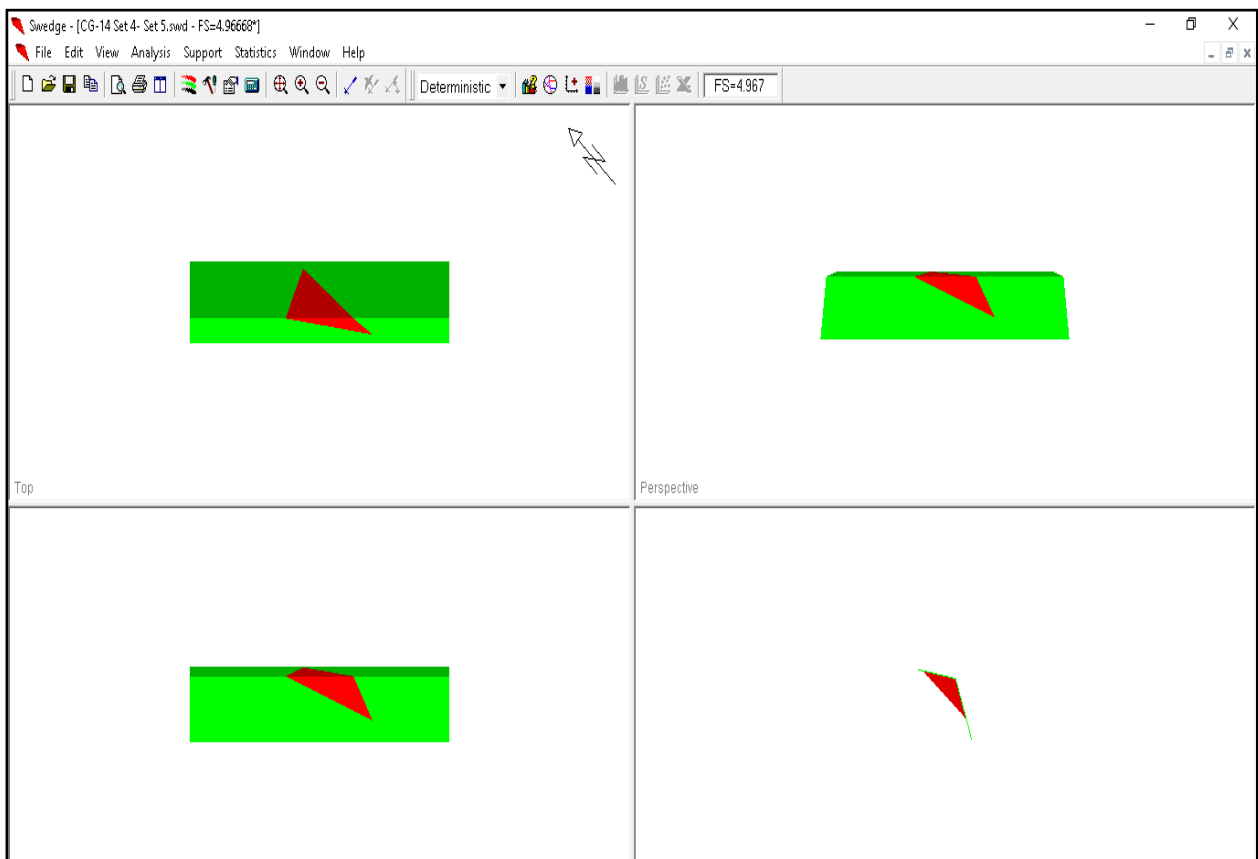 Swedge - [CG-14 Set 4- Set 5.swd - FS=4.96668*]
File Edit View Analysis Support Statistics Window Help
Deterministic FS=4.967
N
Top
Perspective